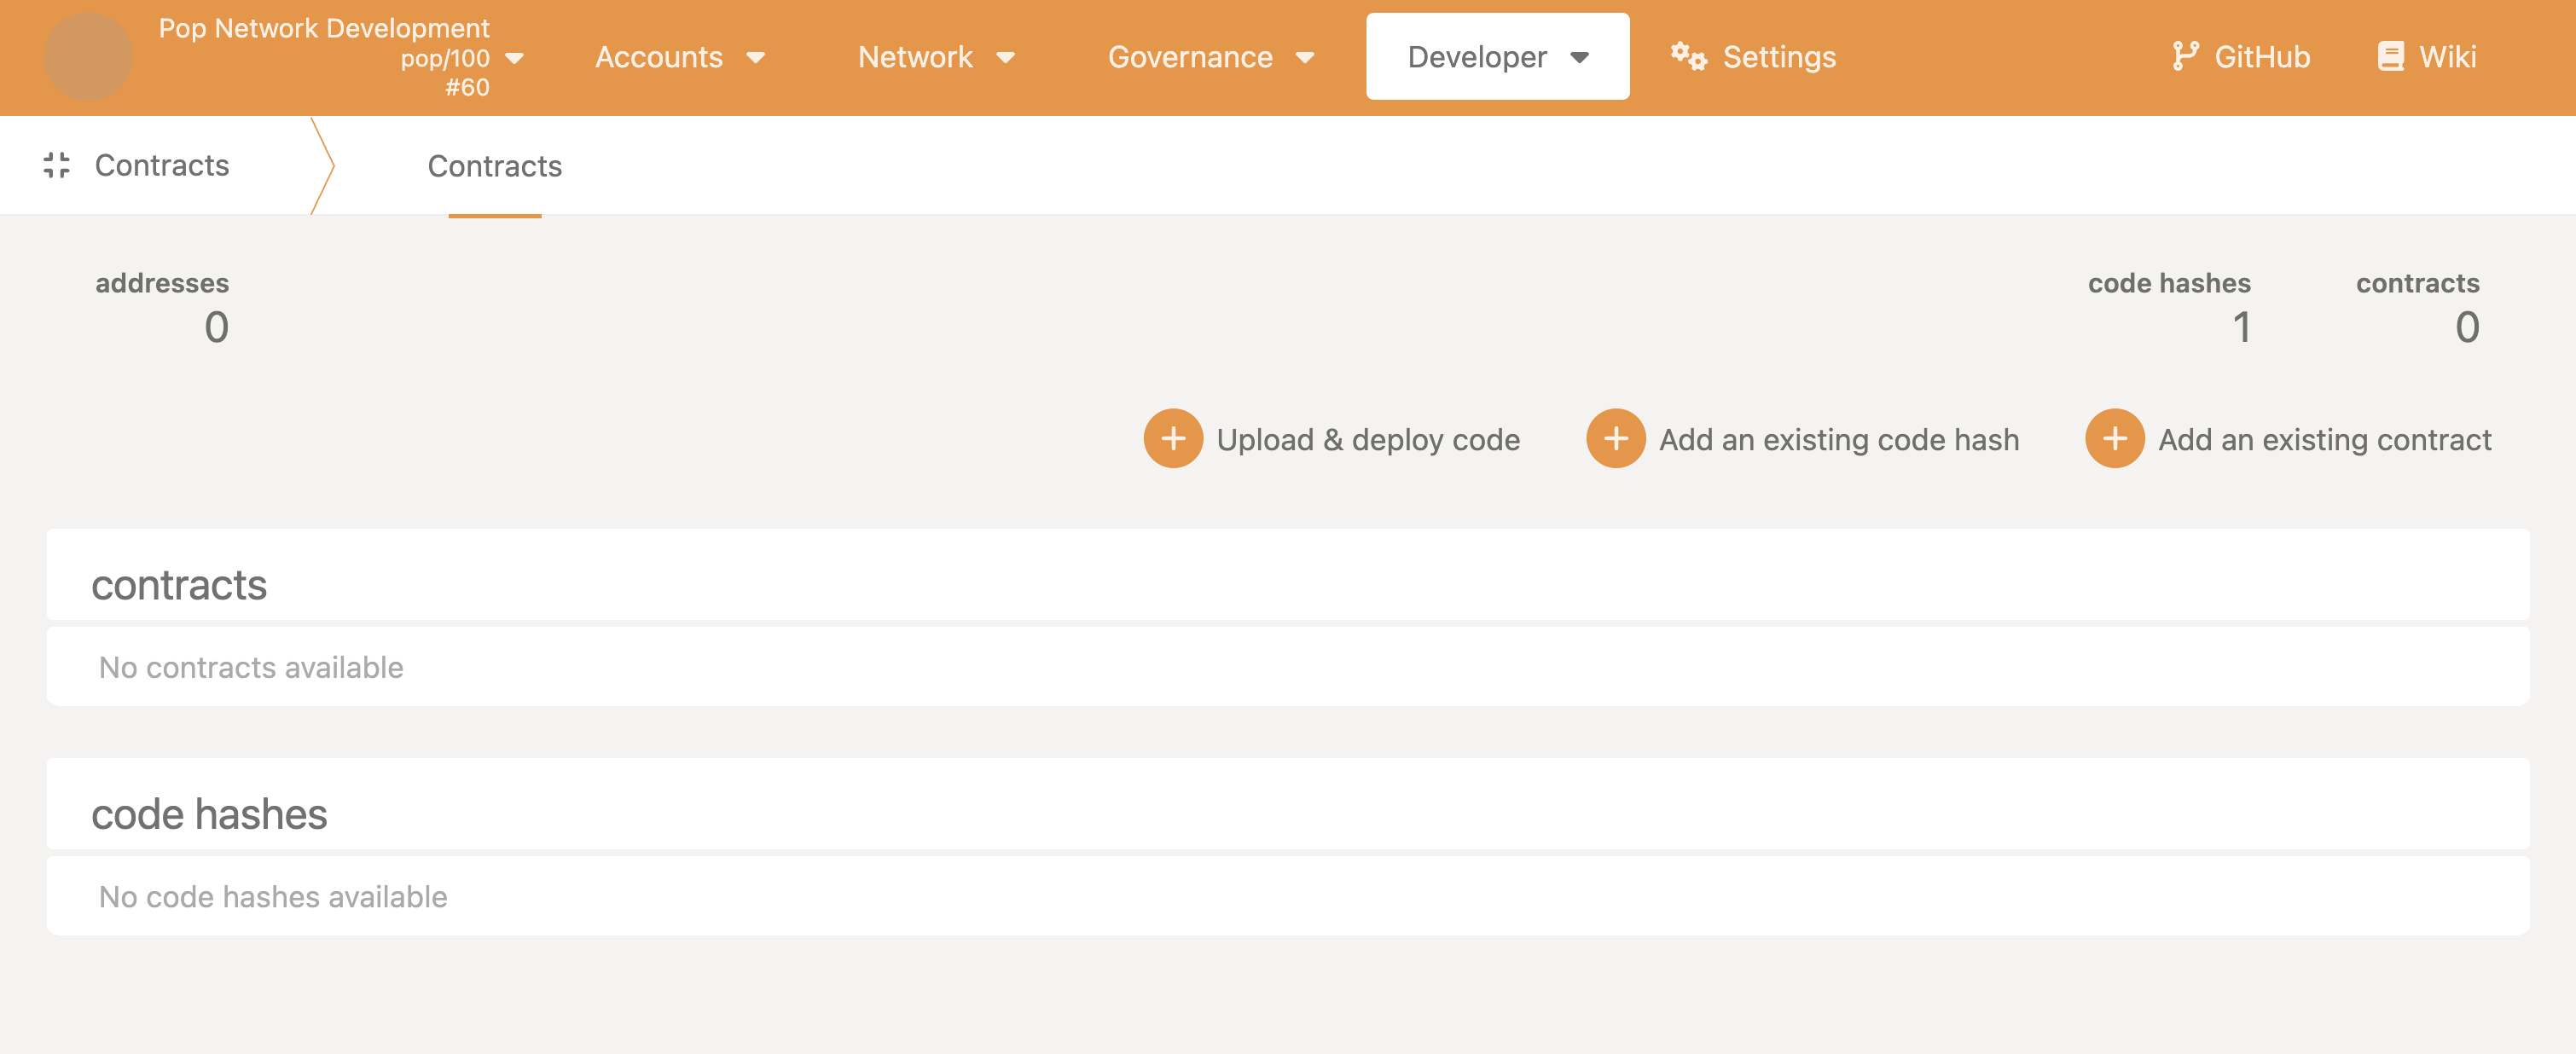 Pop Network Development
pop/100
#60
Accounts
Network
Governance
Developer
Settings
GitHub
Wiki
Contracts
Contracts
addresses
0
code hashes
1
contracts
0
Upload & deploy code
Add an existing code hash
Add an existing contract
contracts
No contracts available
code hashes
No code hashes available